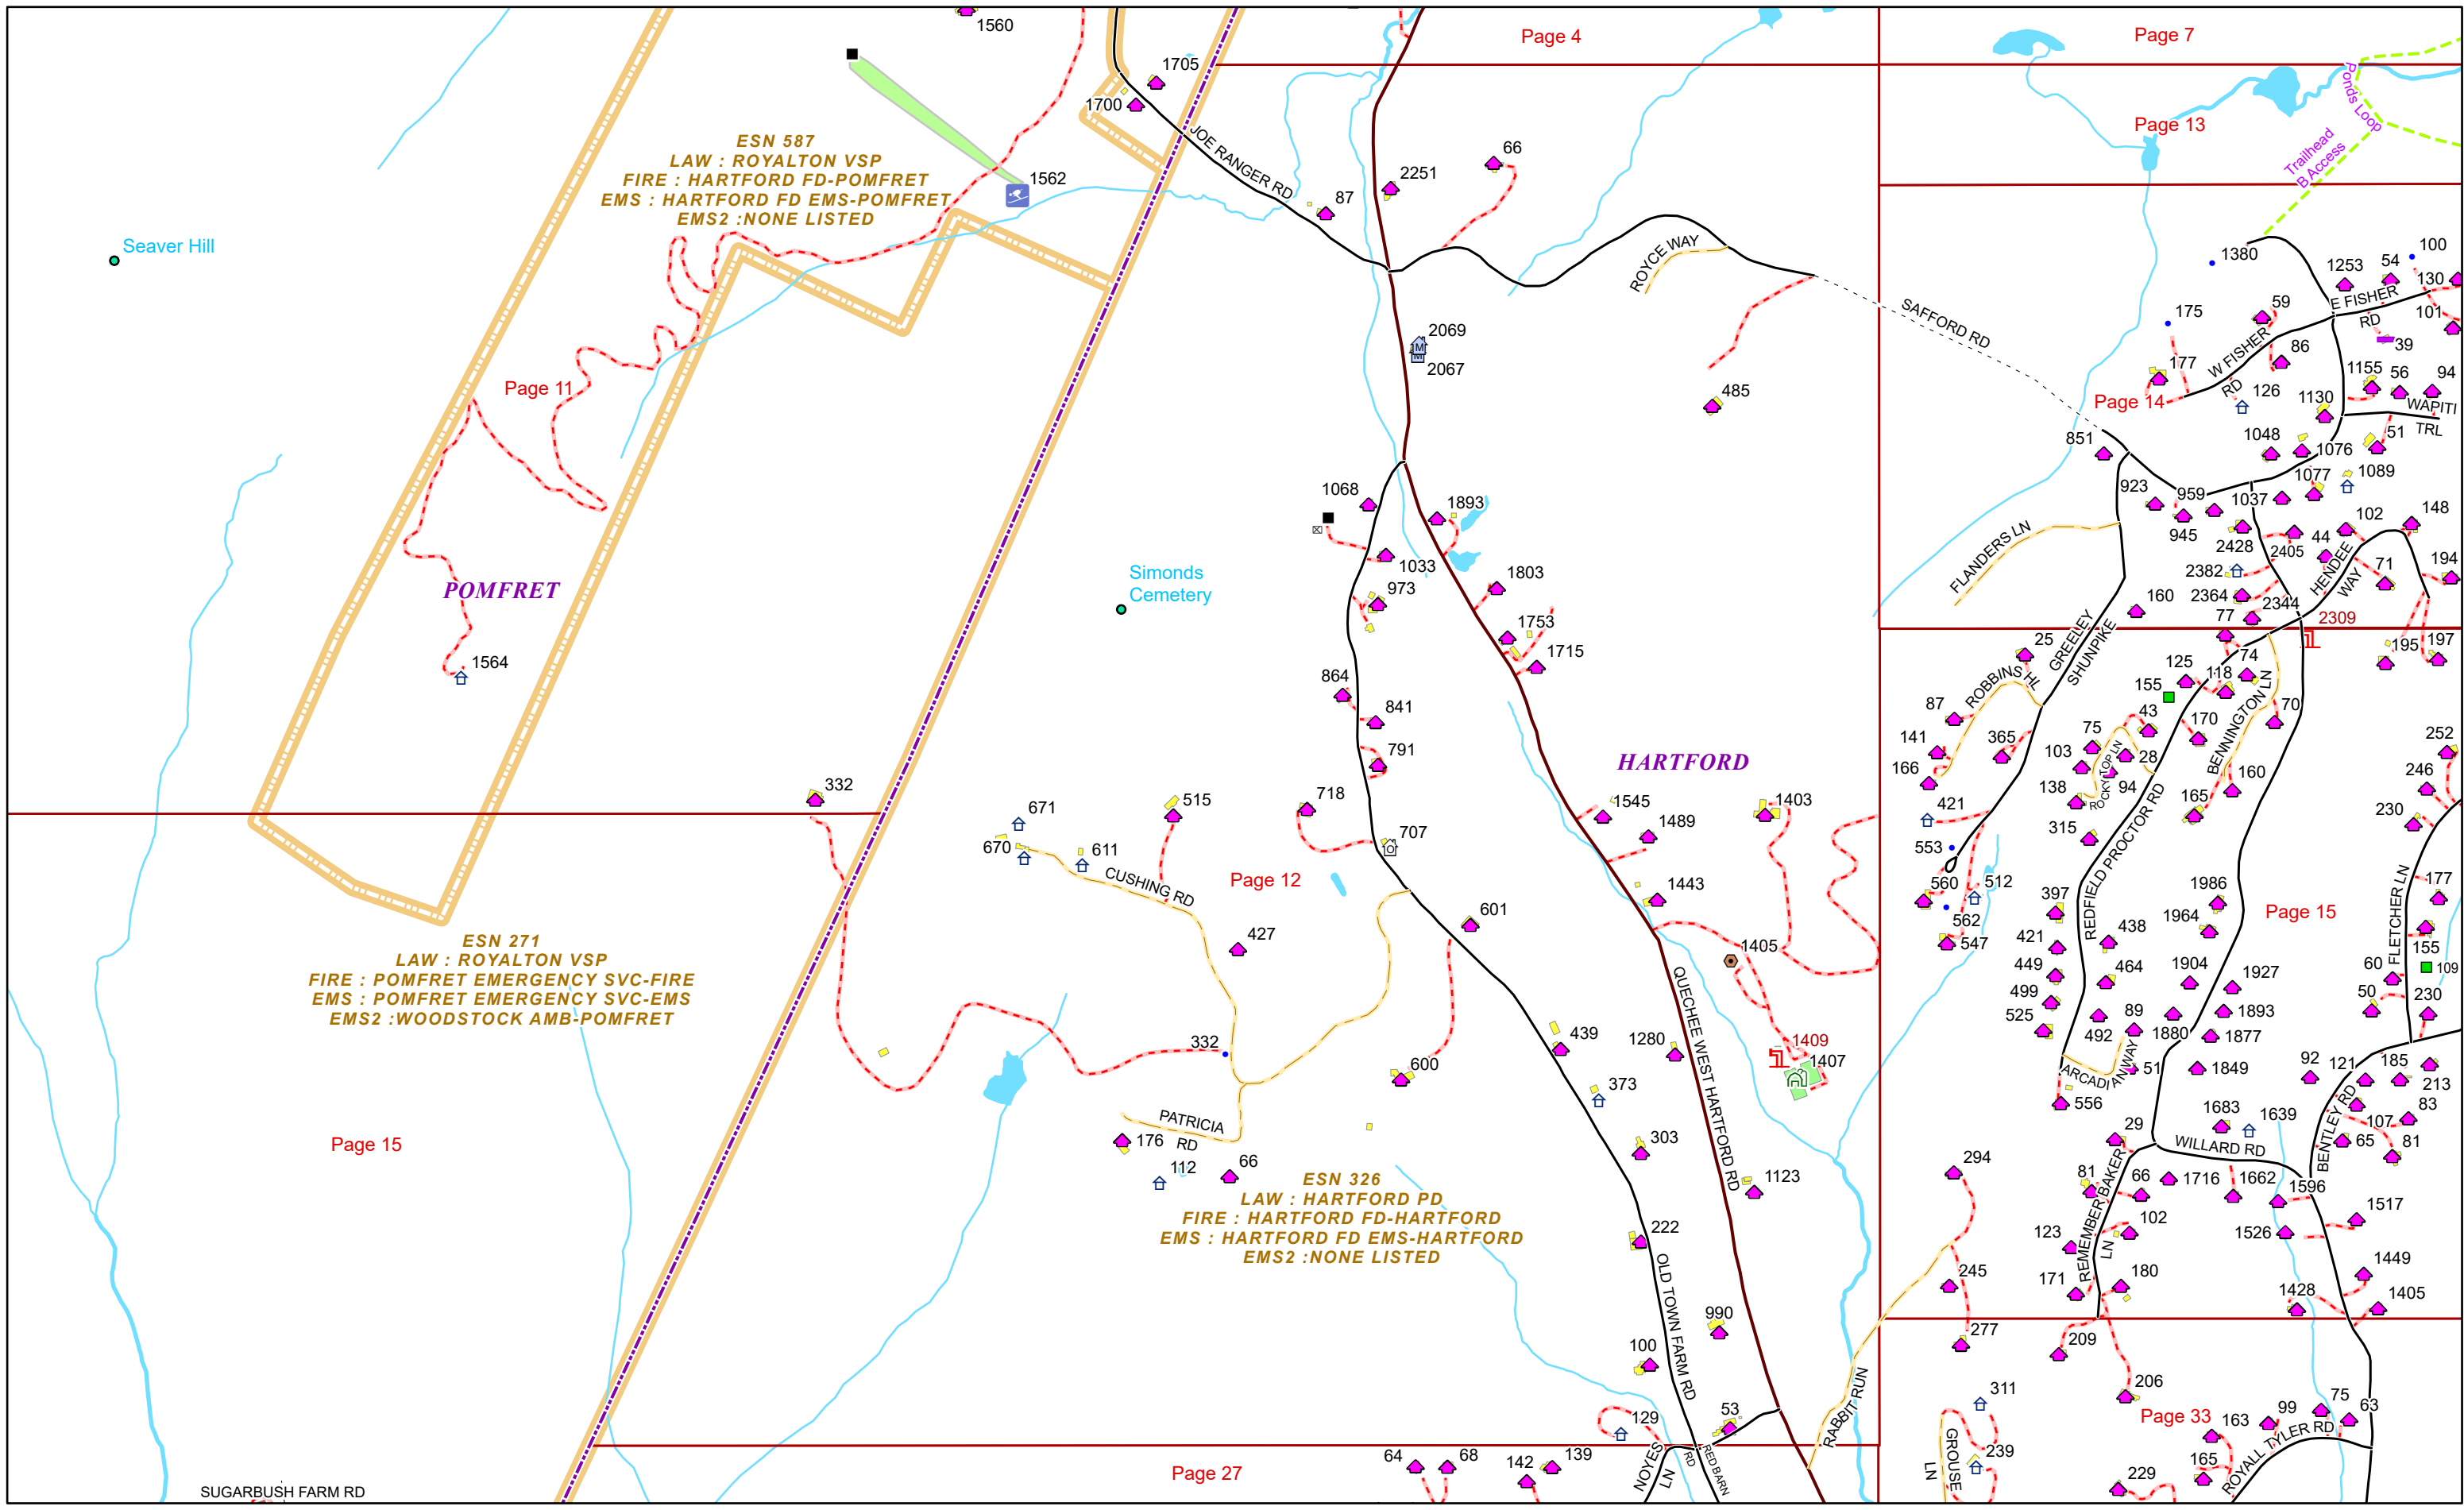 1560
1705
1700
Page 4
Page 7
Page 13
Ponds Loop
Trailhead
B Access
JOE RANGER RD
ESN 587
LAW : ROYALTON VSP
FIRE : HARTFORD FD-POMFRET
EMS : HARTFORD FD EMS-POMFRET
EMS2 :NONE LISTED
1562
87
2251
66
Seaver Hill
ROYCE WAY
SAFFORD RD
1380
100
1253
54
130
E FISHER
RD
101
175
59
W FISHER
RD
86
39
177
126
1155
56
94
Page 14
1130
WAPITI
TRL
2069
2067
485
Page 11
851
1048
1076
51
1077
1089
923
959
1037
945
2428
2405
44
102
148
1068
1893
1033
973
FLANDERS LN
2382
2364
2344
77
HENDEE
WAY
71
194
2309
POMFRET
Simonds
Cemetery
1803
1753
1715
160
GREELEY
SHUNPIKE
25
195
197
1564
864
841
791
ROBBINS HL
125
74
118
155
87
43
170
BENNINGTON LN
70
75
141
365
103
28
ROCKY TOP LN
94
138
166
160
165
252
246
230
HARTFORD
332
671
670
611
515
718
707
CUSHING RD
Page 12
1545
1489
1403
1443
421
315
REDFIELD PROCTOR RD
553
560
562
512
547
397
1986
1964
Page 15
FLETCHER LN
177
155
109
421
438
449
464
499
525
492
89
1904
1927
1893
1880
1877
60
50
230
427
601
1405
QUECHEE WEST HARTFORD RD
ESN 271
LAW : ROYALTON VSP
FIRE : POMFRET EMERGENCY SVC-FIRE
EMS : POMFRET EMERGENCY SVC-EMS
EMS2 :WOODSTOCK AMB-POMFRET
332
439
1280
600
373
1409
1407
ARCADIAN WAY
51
556
1849
92
121
185
213
BENTLEY RD
107
83
65
81
1683
1639
29
WILLARD RD
PATRICIA
RD
176
112
66
303
1123
Page 15
ESN 326
LAW : HARTFORD PD
FIRE : HARTFORD FD-HARTFORD
EMS : HARTFORD FD EMS-HARTFORD
EMS2 :NONE LISTED
294
81
66
1716
1662
1596
1517
REMEMBER BAKER
LN
123
102
1526
222
OLD TOWN FARM RD
245
171
180
1449
1428
1405
990
100
277
209
RABBIT RUN
206
311
Page 33
163
99
75
63
129
53
NOYES
LN
RED BARN
RD
GROUSE
LN
239
165
ROYALL TYLER RD
229
64
68
142
139
Page 27
SUGARBUSH FARM RD